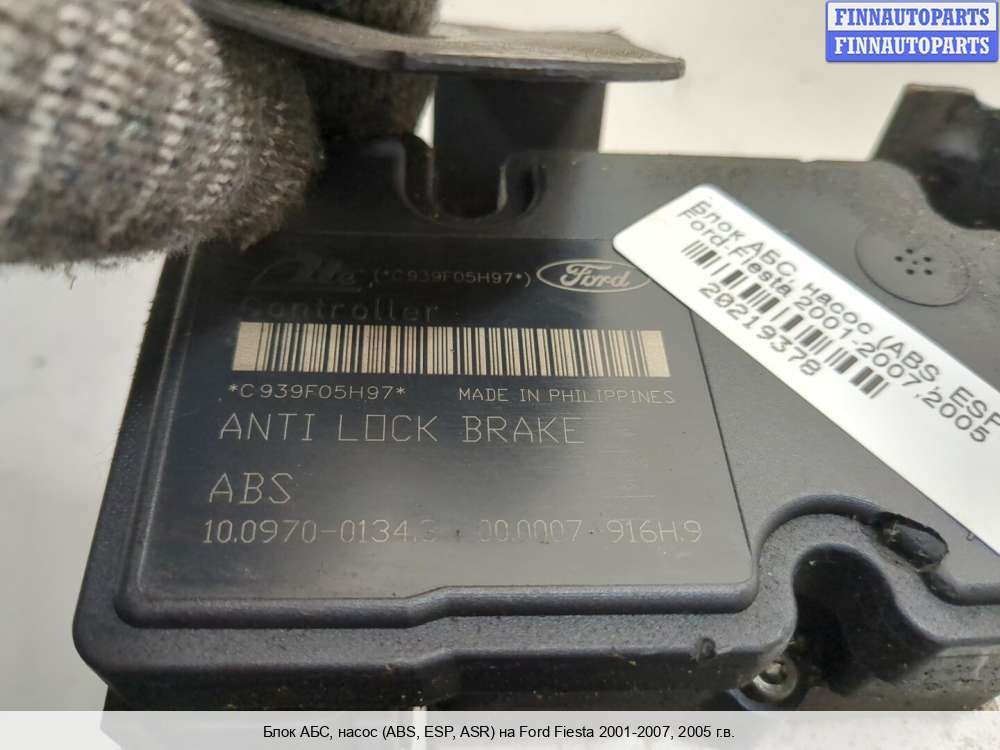 FINNAUTOPARTS
FINNAUTOPARTS
Блок АБС, насос (ABS, ESP
Ford-Fiesta 2001-2007, 2005
20219378
Ate (*C939F05H97*) Ford
Controller
*C939F05H97* MADE IN PHILIPPINES
ANTI LOCK BRAKE
ABS
10.0970-0134.3 00.0007-916H.9
Блок АБС, насос (ABS, ESP, ASR) на Ford Fiesta 2001-2007, 2005 г.в.